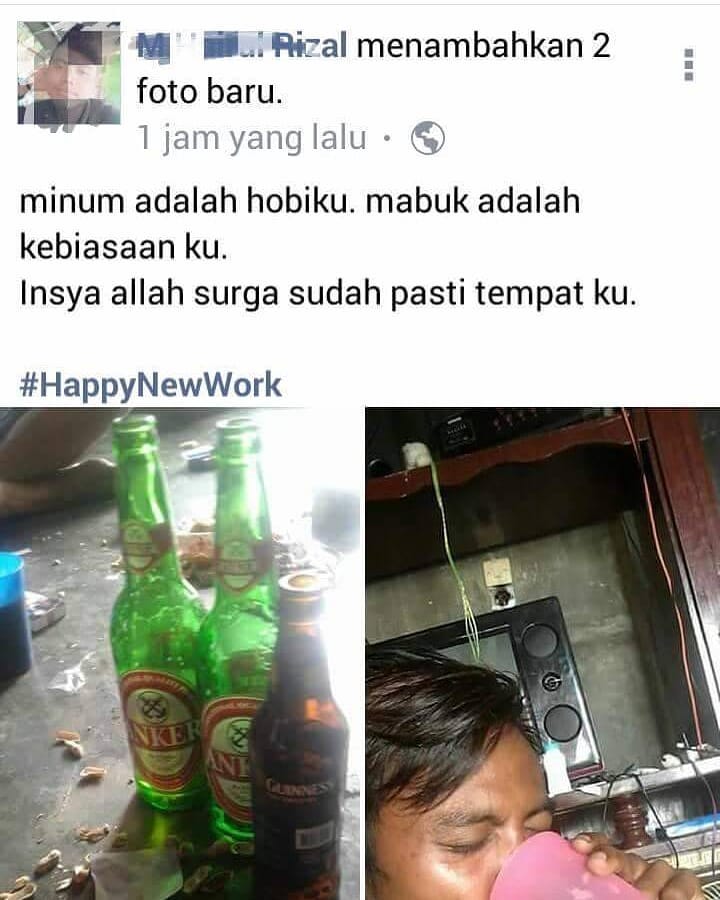 Rizal menambahkan 2
foto baru.
1 jam yang lalu
minum adalah hobiku. mabuk adalah
kebiasaan ku.
Insya allah surga sudah pasti tempat ku.
#HappyNewWork
ANKER
GUINNESS